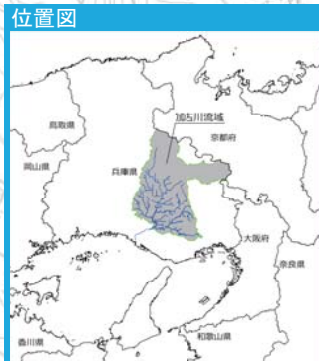 位置図
加古川流域
鳥取県
京都府
岡山県
兵庫県
大阪府
奈良県
和歌山県
香川県